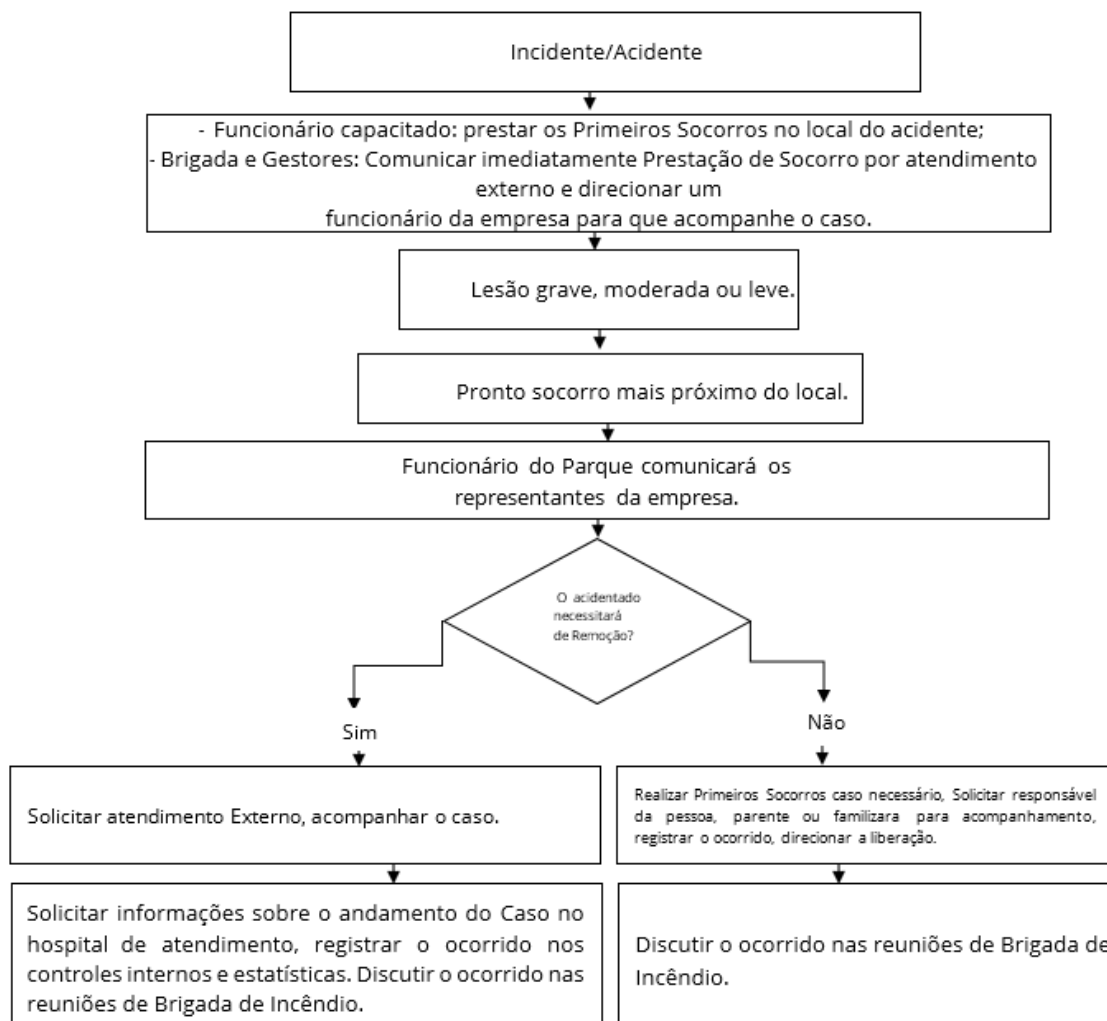 Incidente/Acidente
- Funcionário capacitado: prestar os Primeiros Socorros no local do acidente;
- Brigada e Gestores: Comunicar imediatamente Prestação de Socorro por atendimento
externo e direcionar um
funcionário da empresa para que acompanhe o caso.
Lesão grave, moderada ou leve.
Pronto socorro mais próximo do local.
Funcionário do Parque comunicará os
representantes da empresa.
O acidentado
necessitará
de Remoção?
Sim
Não
Solicitar atendimento Externo, acompanhar o caso.
Realizar Primeiros Socorros caso necessário, Solicitar responsável
da pessoa, parente ou familizara para acompanhamento,
registrar o ocorrido, direcionar a liberação.
Solicitar informações sobre o andamento do Caso no
hospital de atendimento, registrar o ocorrido nos
controles internos e estatísticas. Discutir o ocorrido nas
reuniões de Brigada de Incêndio.
Discutir o ocorrido nas reuniões de Brigada de
Incêndio.